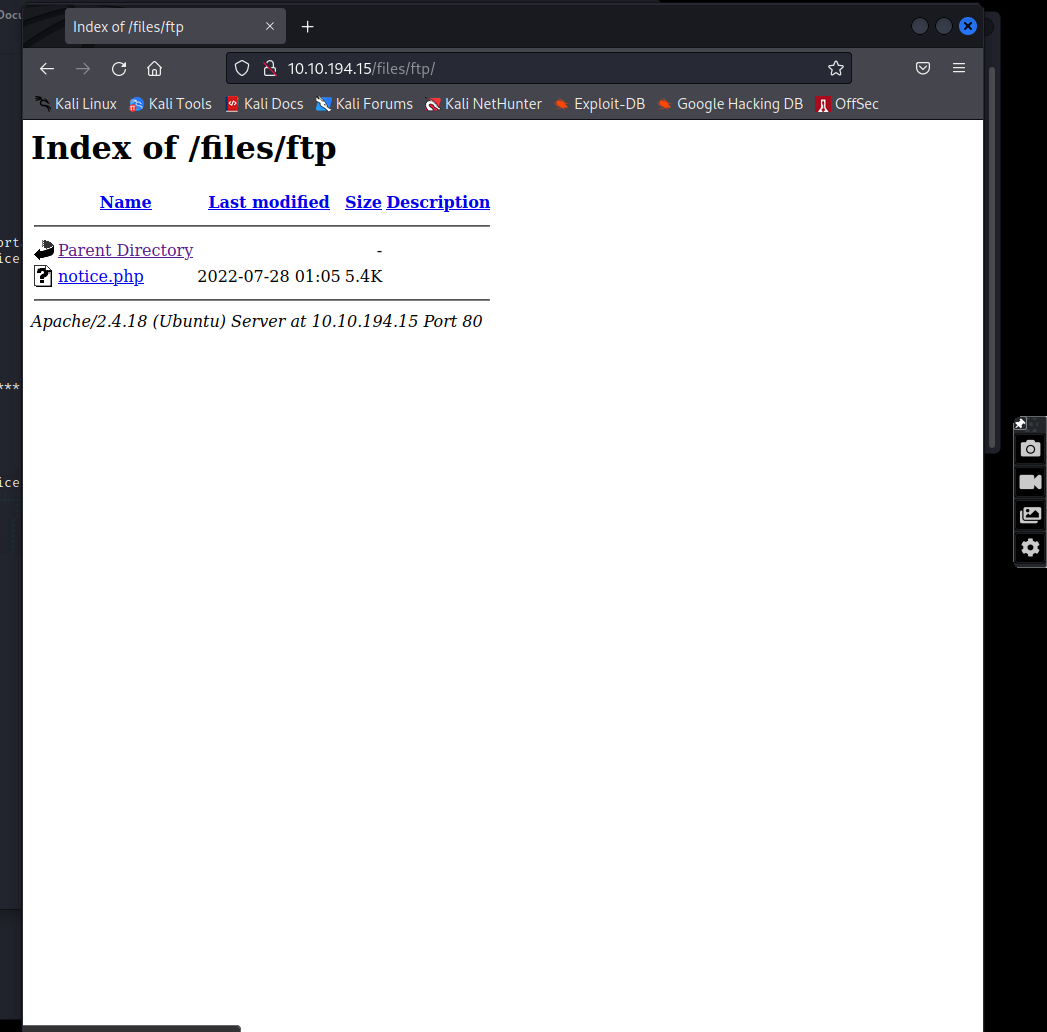 Index of /files/ftp
10.10.194.15/files/ftp/
Kali Linux Kali Tools Kali Docs Kali Forums Kali NetHunter Exploit-DB Google Hacking DB OffSec
Index of /files/ftp
Name Last modified Size Description
Parent Directory -
notice.php 2022-07-28 01:05 5.4K
Apache/2.4.18 (Ubuntu) Server at 10.10.194.15 Port 80
ort
ice
***
ice